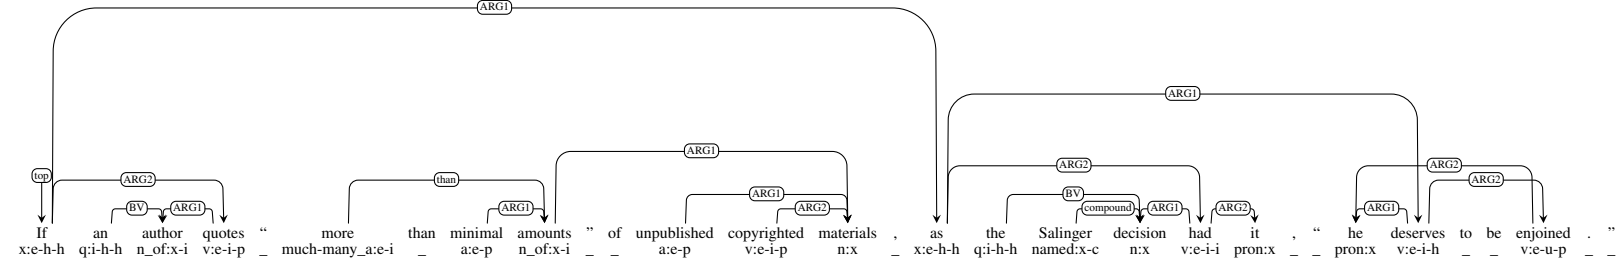 ARG1
ARG1
ARG1
top ARG2 than ARG1 ARG2 BV ARG2 ARG2
BV ARG1 ARG1 ARG2 compound ARG1 ARG2 ARG1
If an author quotes “ more than minimal amounts ” of unpublished copyrighted materials , as the Salinger decision had it , “ he deserves to be enjoined . ”
x:e-h-h q:i-h-h n_of:x-i v:e-i-p _ much-many_a:e-i _ a:e-p n_of:x-i _ _ a:e-p v:e-i-p n:x _ x:e-h-h q:i-h-h named:x-c n:x v:e-i-i pron:x _ _ pron:x v:e-i-h _ _ v:e-u-p _ _